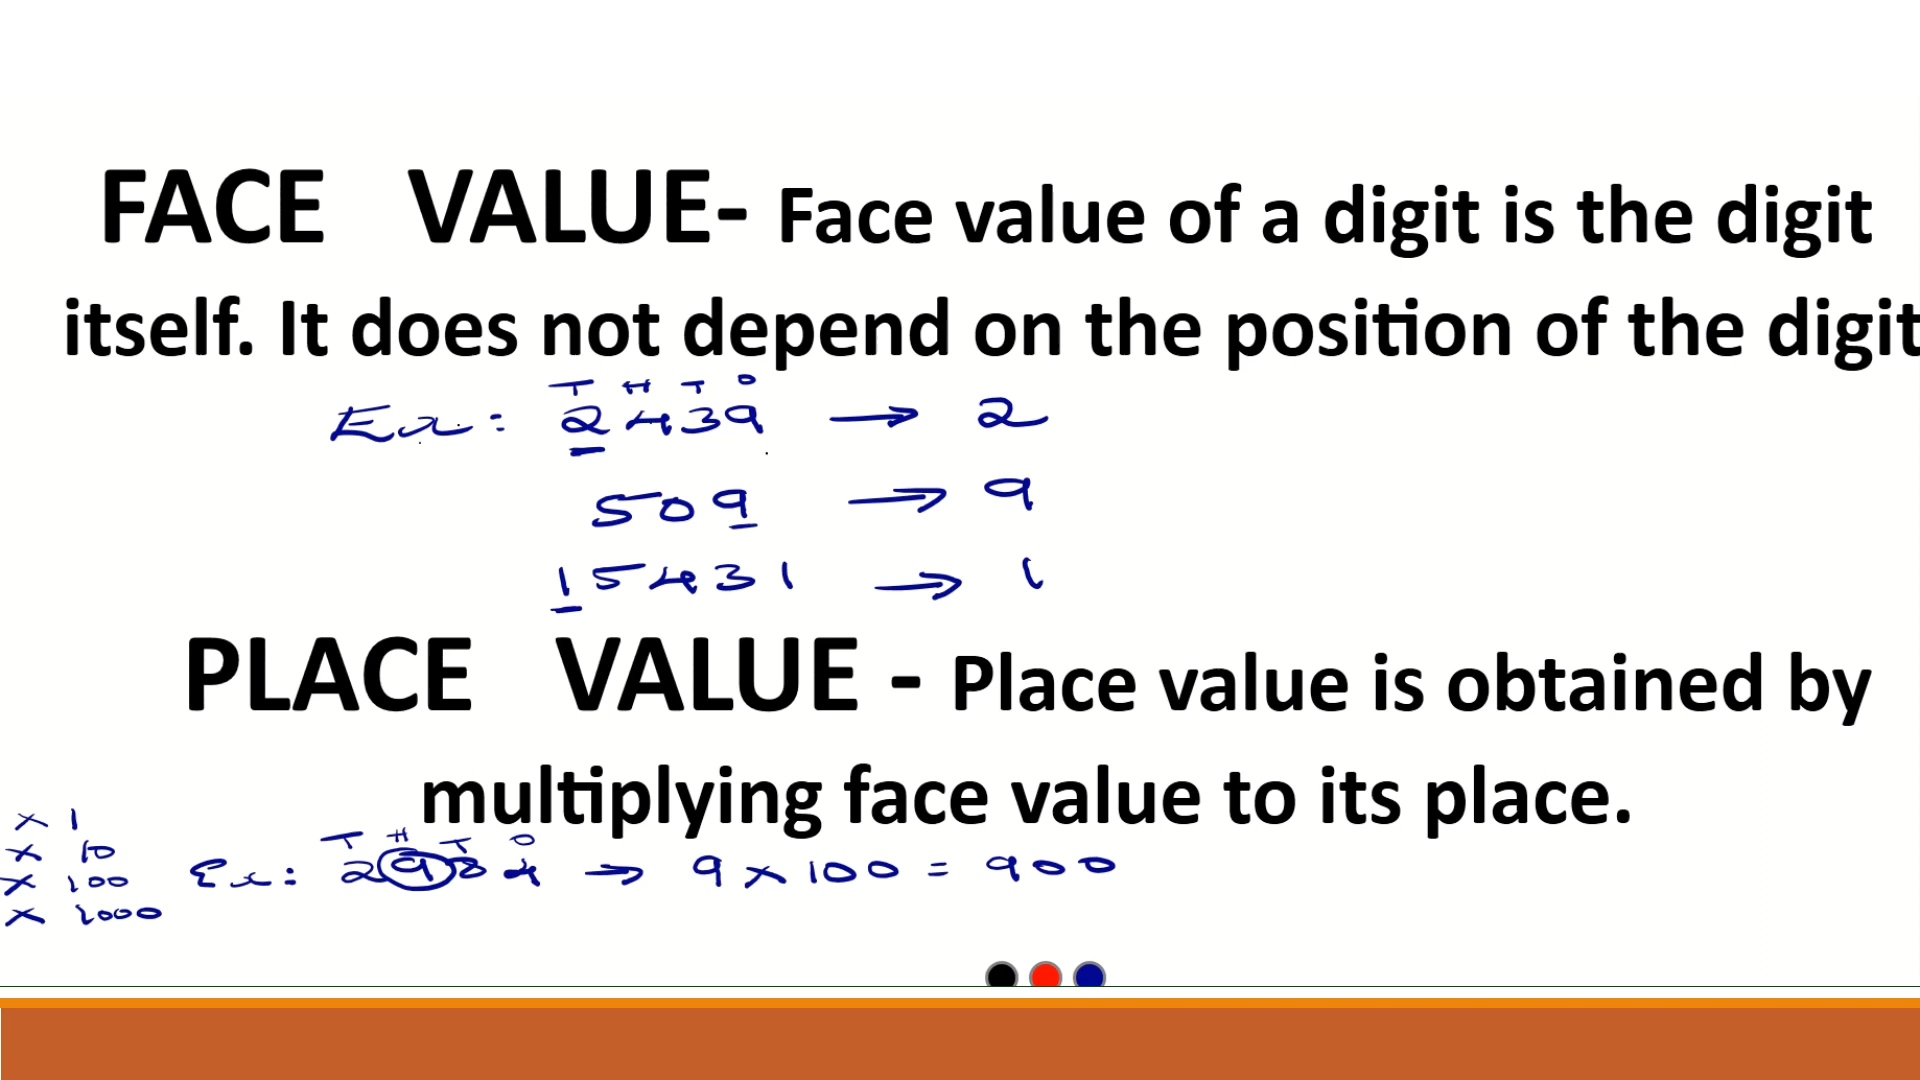 FACE VALUE- Face value of a digit is the digit
itself. It does not depend on the position of the digit
T H T O
Ex: 2439 → 2
509 → 9
15431 → 1
PLACE VALUE - Place value is obtained by
multiplying face value to its place.
× 1
× 10
× 100
× 1000
T H T O
Ex: 2984 → 9 × 100 = 900